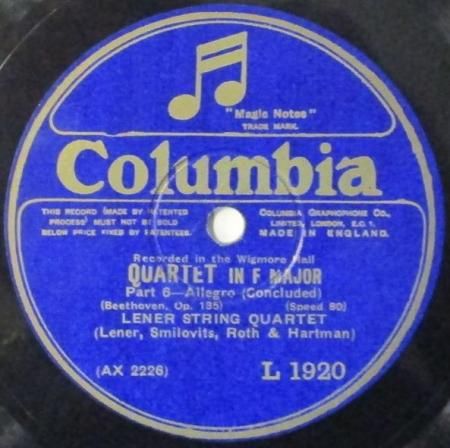 "Magic Notes"
TRADE MARK.
Columbia
THIS RECORD (MADE BY PATENTED
PROCESS) MUST NOT BE SOLD
BELOW PRICE FIXED BY PATENTEES.
COLUMBIA GRAPHOPHONE CO.,
LIMITED, LONDON, E.C. 1.
MADE IN ENGLAND.
Recorded in the Wigmore Hall
QUARTET IN F MAJOR
Part 6—Allegro (Concluded)
(Beethoven, Op. 135) (Speed 80)
LENER STRING QUARTET
(Lener, Smilovits, Roth & Hartman)
(AX 2226) L 1920